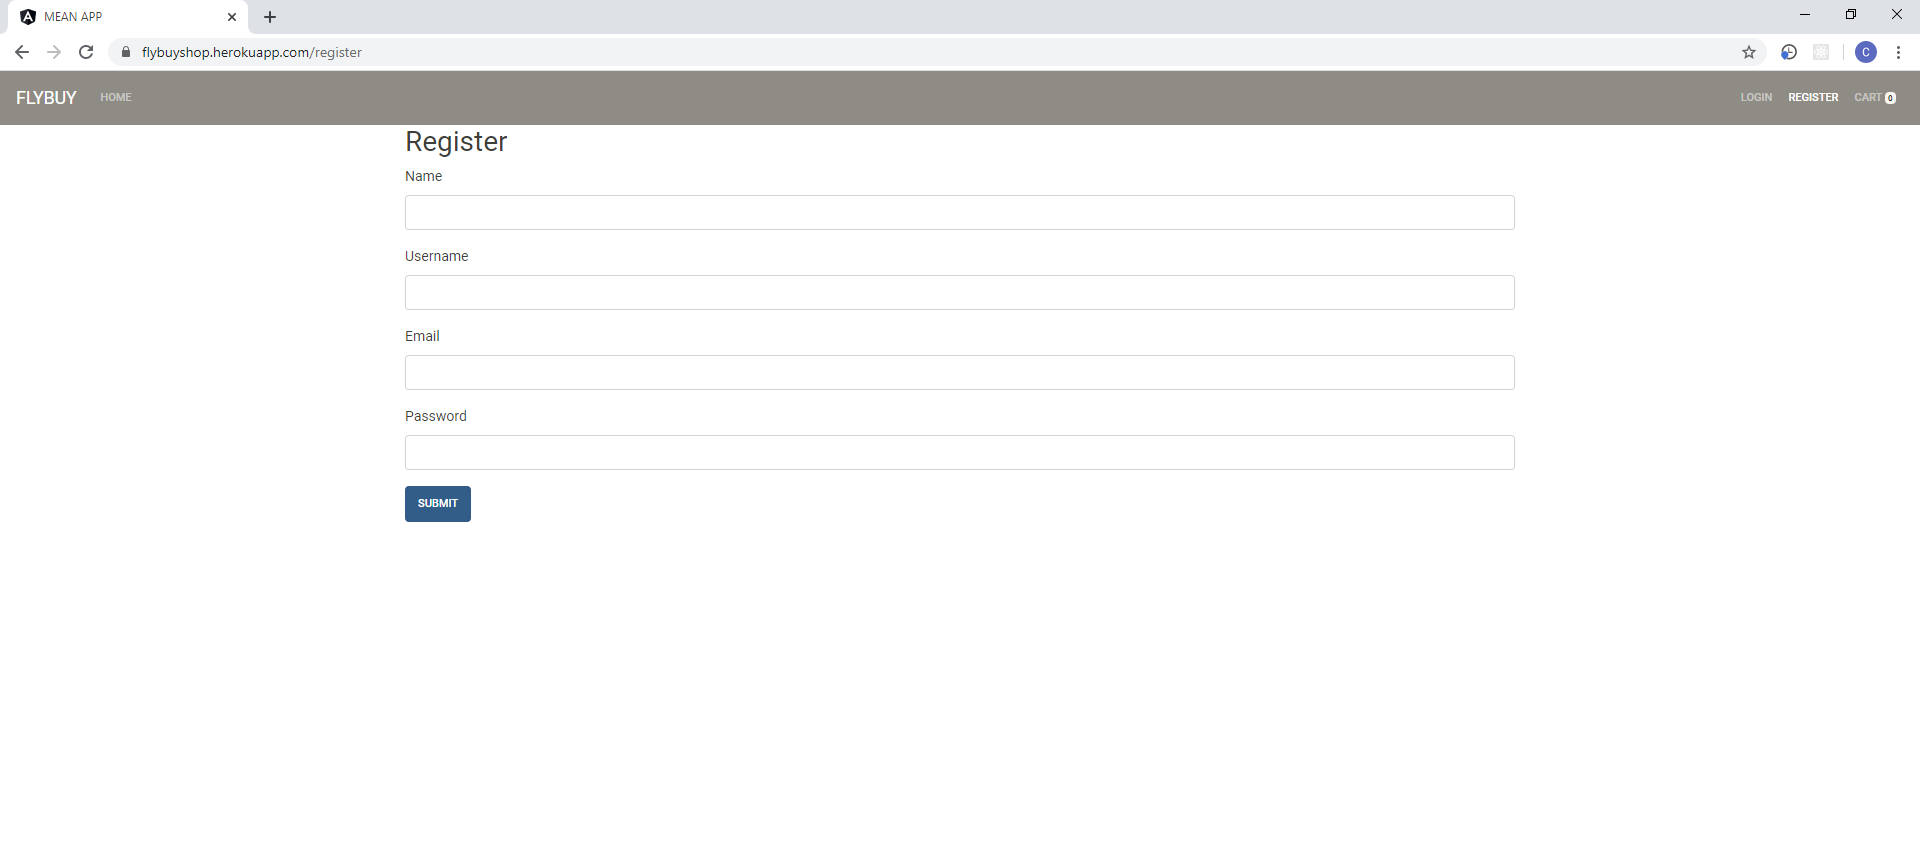 MEAN APP
flybuyshop.herokuapp.com/register
C
FLYBUY HOME LOGIN REGISTER CART 0
Register
Name
Username
Email
Password
SUBMIT